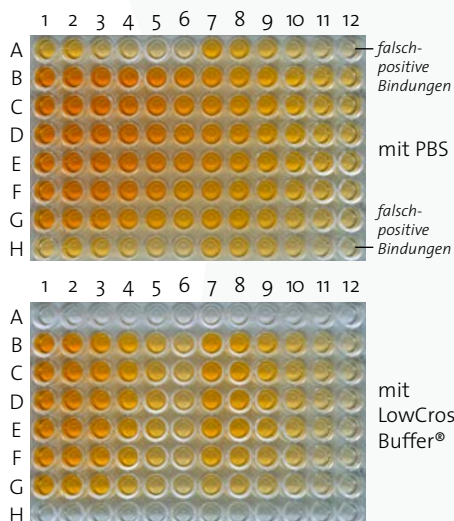 1 2 3 4 5 6 7 8 9 10 11 12
A
falsch-
positive
Bindungen
B
C
D
mit PBS
E
F
G
falsch-
positive
Bindungen
H
1 2 3 4 5 6 7 8 9 10 11 12
A
B
C
D
mit
LowCros
Buffer®
E
F
G
H